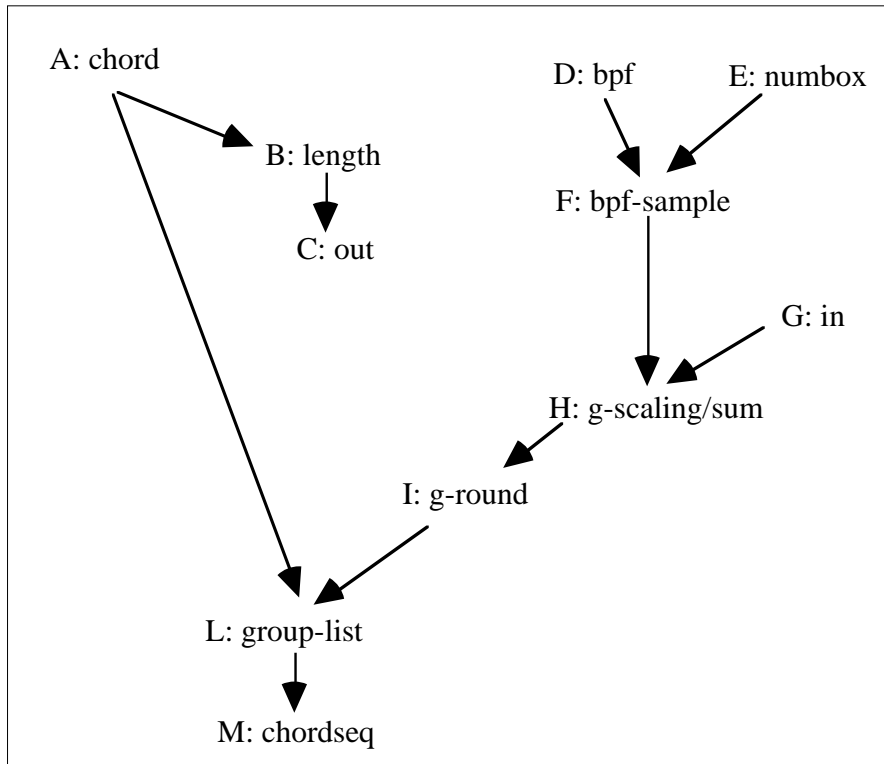 A: chord
D: bpf
E: numbox
B: length
F: bpf-sample
C: out
G: in
H: g-scaling/sum
I: g-round
L: group-list
M: chordseq